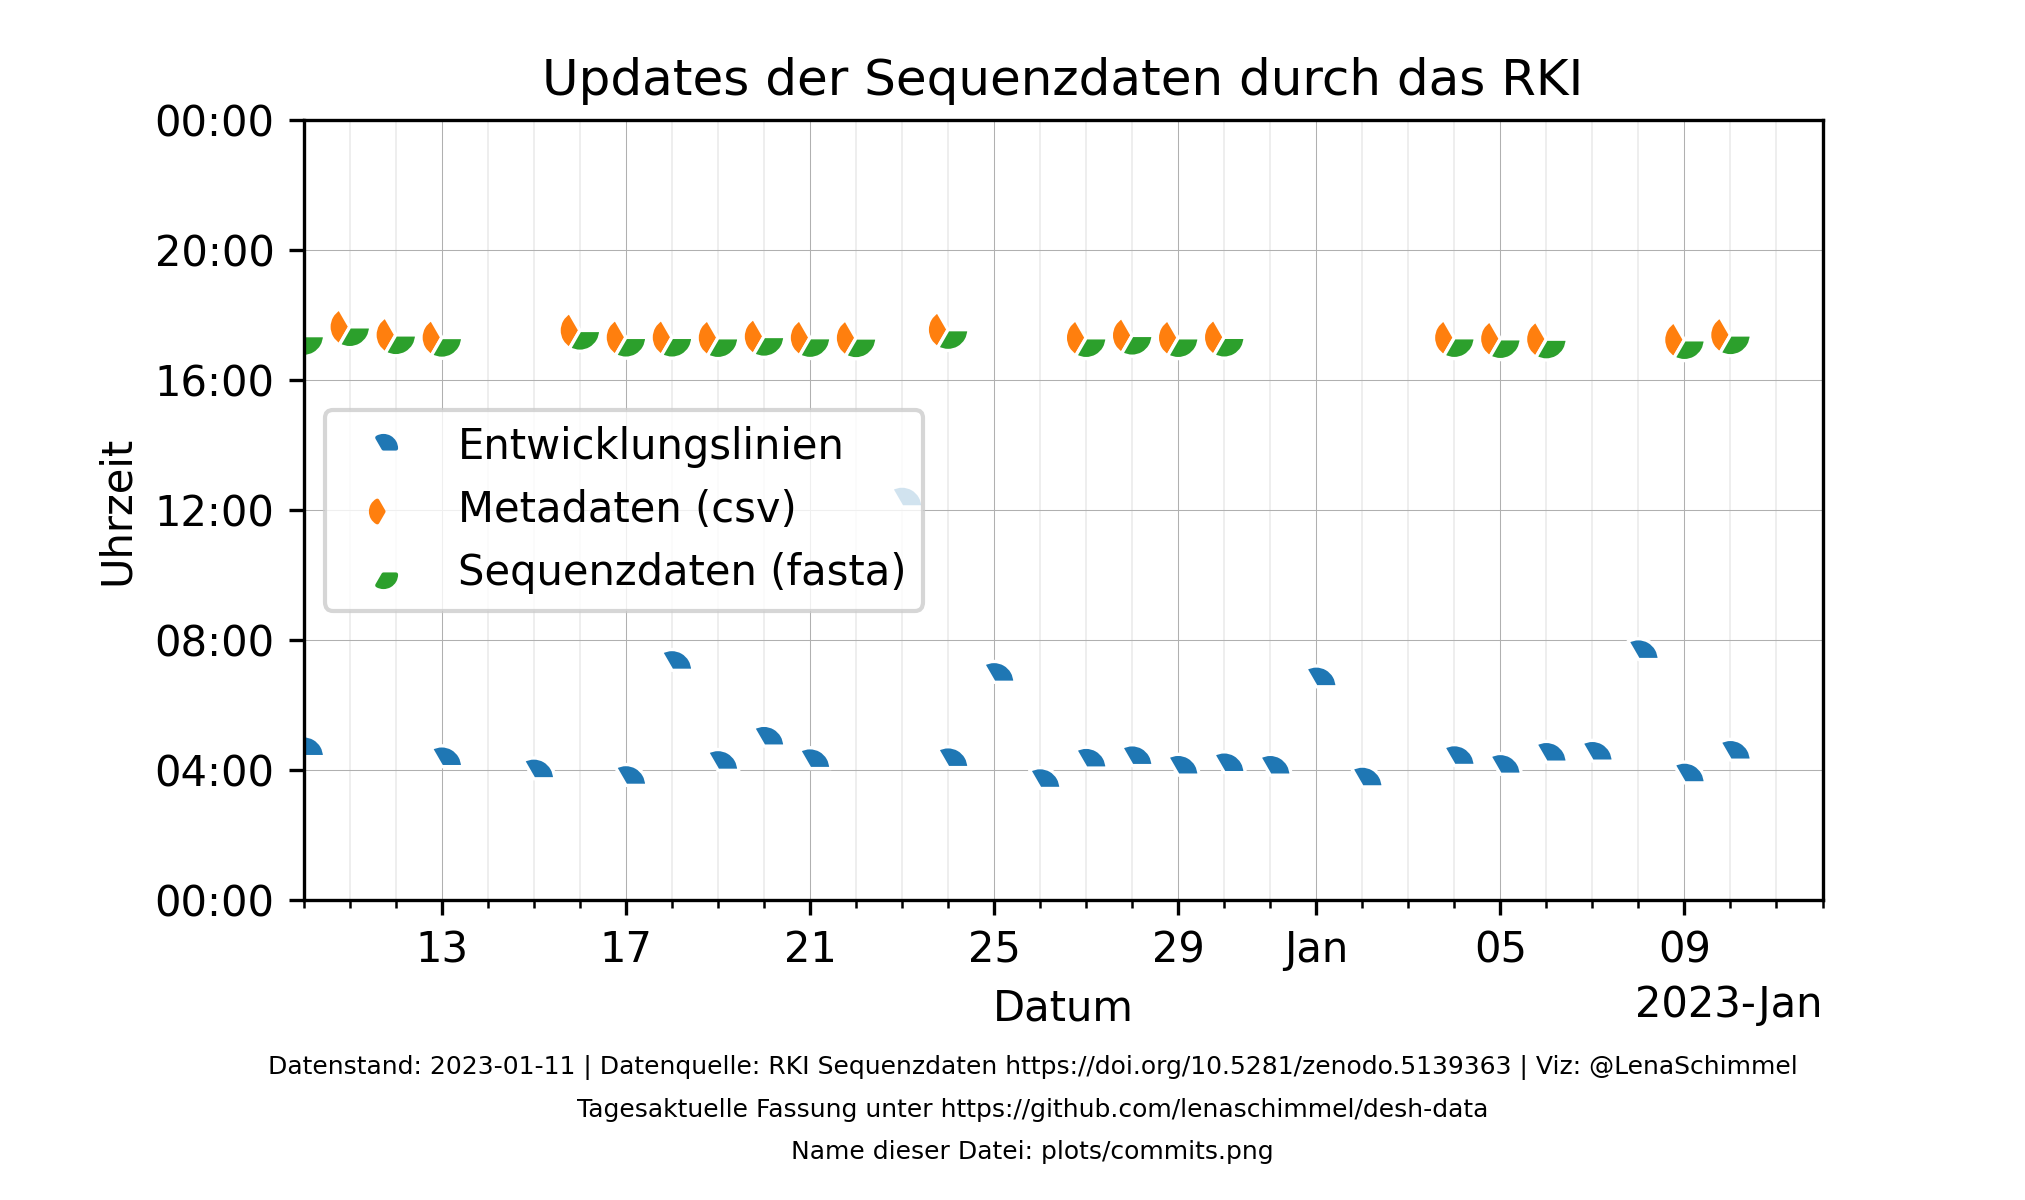 Updates der Sequenzdaten durch das RKI
00:00
20:00
16:00
12:00
08:00
04:00
00:00
Uhrzeit
Entwicklungslinien
Metadaten (csv)
Sequenzdaten (fasta)
13 17 21 25 29 Jan 05 09
Datum
2023-Jan
Datenstand: 2023-01-11 | Datenquelle: RKI Sequenzdaten https://doi.org/10.5281/zenodo.5139363 | Viz: @LenaSchimmel
Tagesaktuelle Fassung unter https://github.com/lenaschimmel/desh-data
Name dieser Datei: plots/commits.png